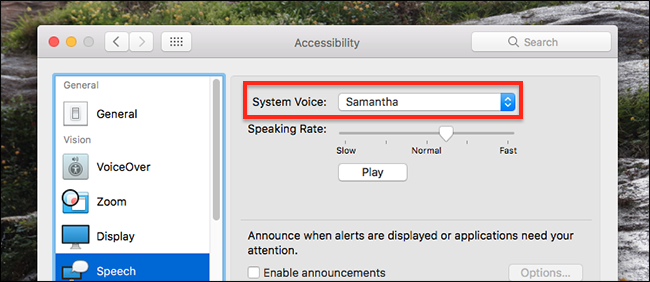 Accessibility
Search
General
General
Vision
VoiceOver
Zoom
Display
Speech
System Voice: Samantha
Speaking Rate:
Slow Normal Fast
Play
Announce when alerts are displayed or applications need your
attention.
Enable announcements
Options...